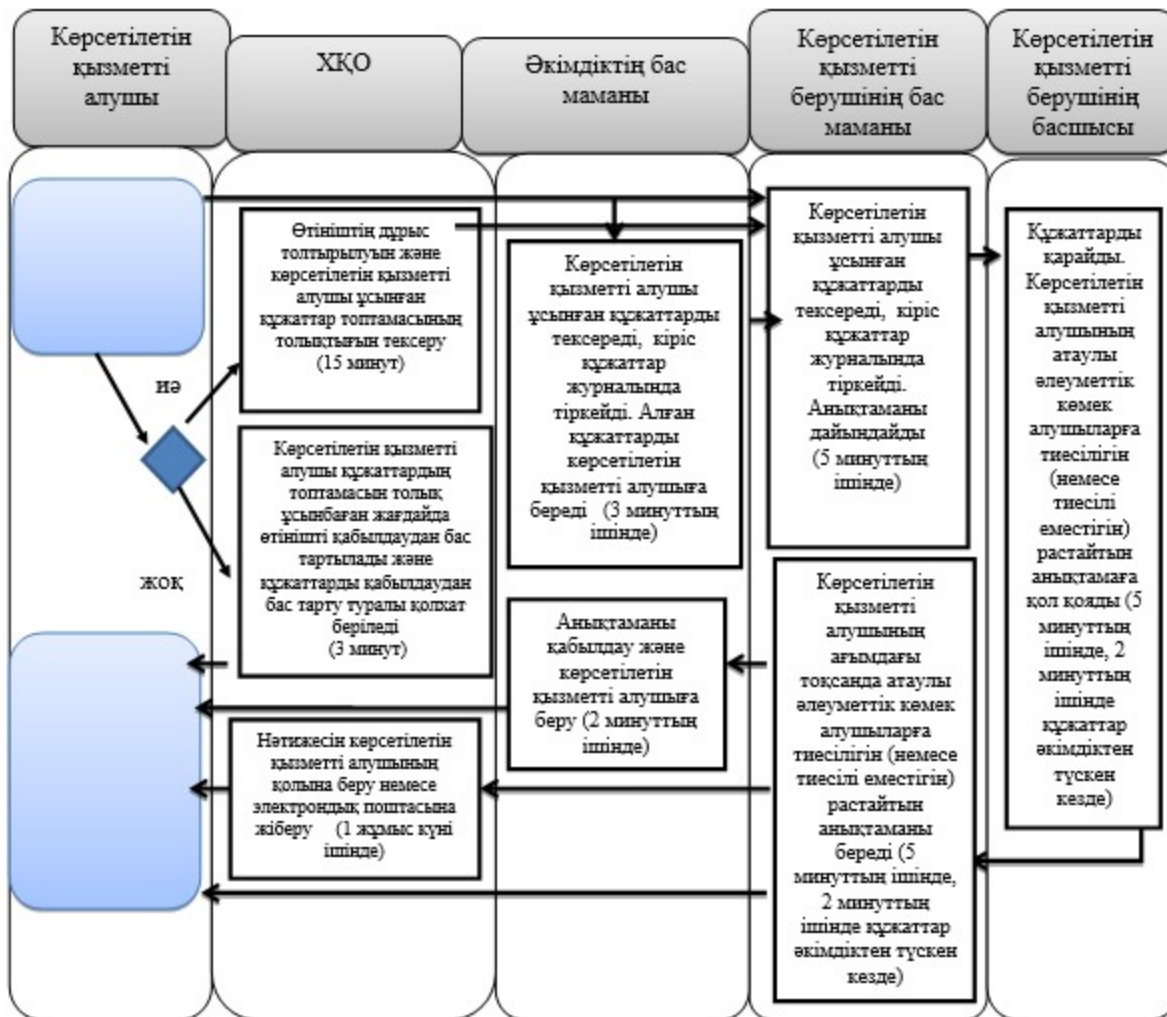 Көрсетілетін
қызметті
алушы
ХҚО
Әкімдіктің бас
маманы
Көрсетілетін
қызметті
берушінің бас
маманы
Көрсетілетін
қызметті
берушінің
басшысы
иә
жоқ
Өтініштің дұрыс
толтырылуын және
көрсетілетін қызметті
алушы ұсынған
құжаттар топтамасының
толықтығын тексеру
(15 минут)
Көрсетілетін қызметті
алушы құжаттардың
топтамасын толық
ұсынбаған жағдайда
өтінішті қабылдаудан бас
тартылады және
құжаттарды қабылдаудан
бас тарту туралы қолхат
беріледі
(3 минут)
Нәтижесін көрсетілетін
қызметті алушының
қолына беру немесе
электрондық поштасына
жіберу (1 жұмыс күні
ішінде)
Көрсетілетін
қызметті алушы
ұсынған құжаттарды
тексереді, кіріс
құжаттар
журналында
тіркейді. Алған
құжаттарды
көрсетілетін
қызметті алушыға
береді (3 минуттың
ішінде)
Анықтаманы
қабылдау және
көрсетілетін
қызметті алушыға
беру (2 минуттың
ішінде)
Көрсетілетін
қызметті алушы
ұсынған
құжаттарды
тексереді, кіріс
құжаттар
журналында
тіркейді.
Анықтаманы
дайындайды
(5 минуттың
ішінде)
Көрсетілетін
қызметті
алушының
ағымдағы
тоқсанда атаулы
әлеуметтік көмек
алушыларға
тиесілігін (немесе
тиесілі еместігін)
растайтын
анықтаманы
береді (5
минуттың ішінде,
2 минуттың
ішінде құжаттар
әкімдіктен түскен
кезде)
Құжаттарды
қарайды.
Көрсетілетін
қызметті
алушының
атаулы
әлеуметтік
көмек
алушыларға
тиесілігін
(немесе
тиесілі
еместігін)
растайтын
анықтамаға
қол қояды (5
минуттың
ішінде, 2
минуттың
ішінде
құжаттар
әкімдіктен
түскен
кезде)